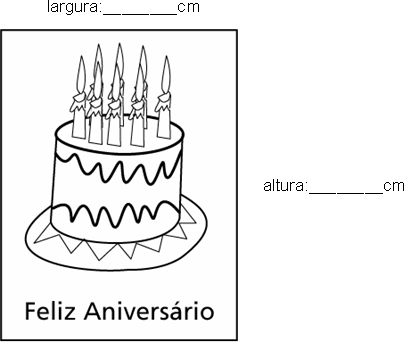 largura:________cm
altura:________cm
Feliz Aniversário